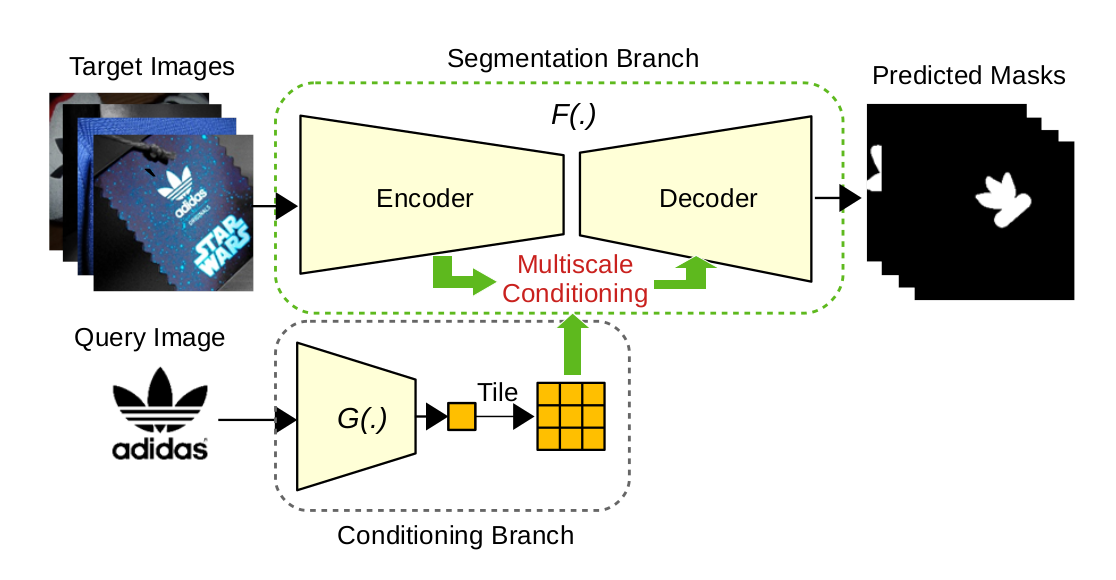 Segmentation Branch
Target Images
Predicted Masks
F(.)
Encoder
Decoder
adidas
ORIGINALS
STAR
WARS
Multiscale
Conditioning
Query Image
Tile
G(.)
adidas
Conditioning Branch